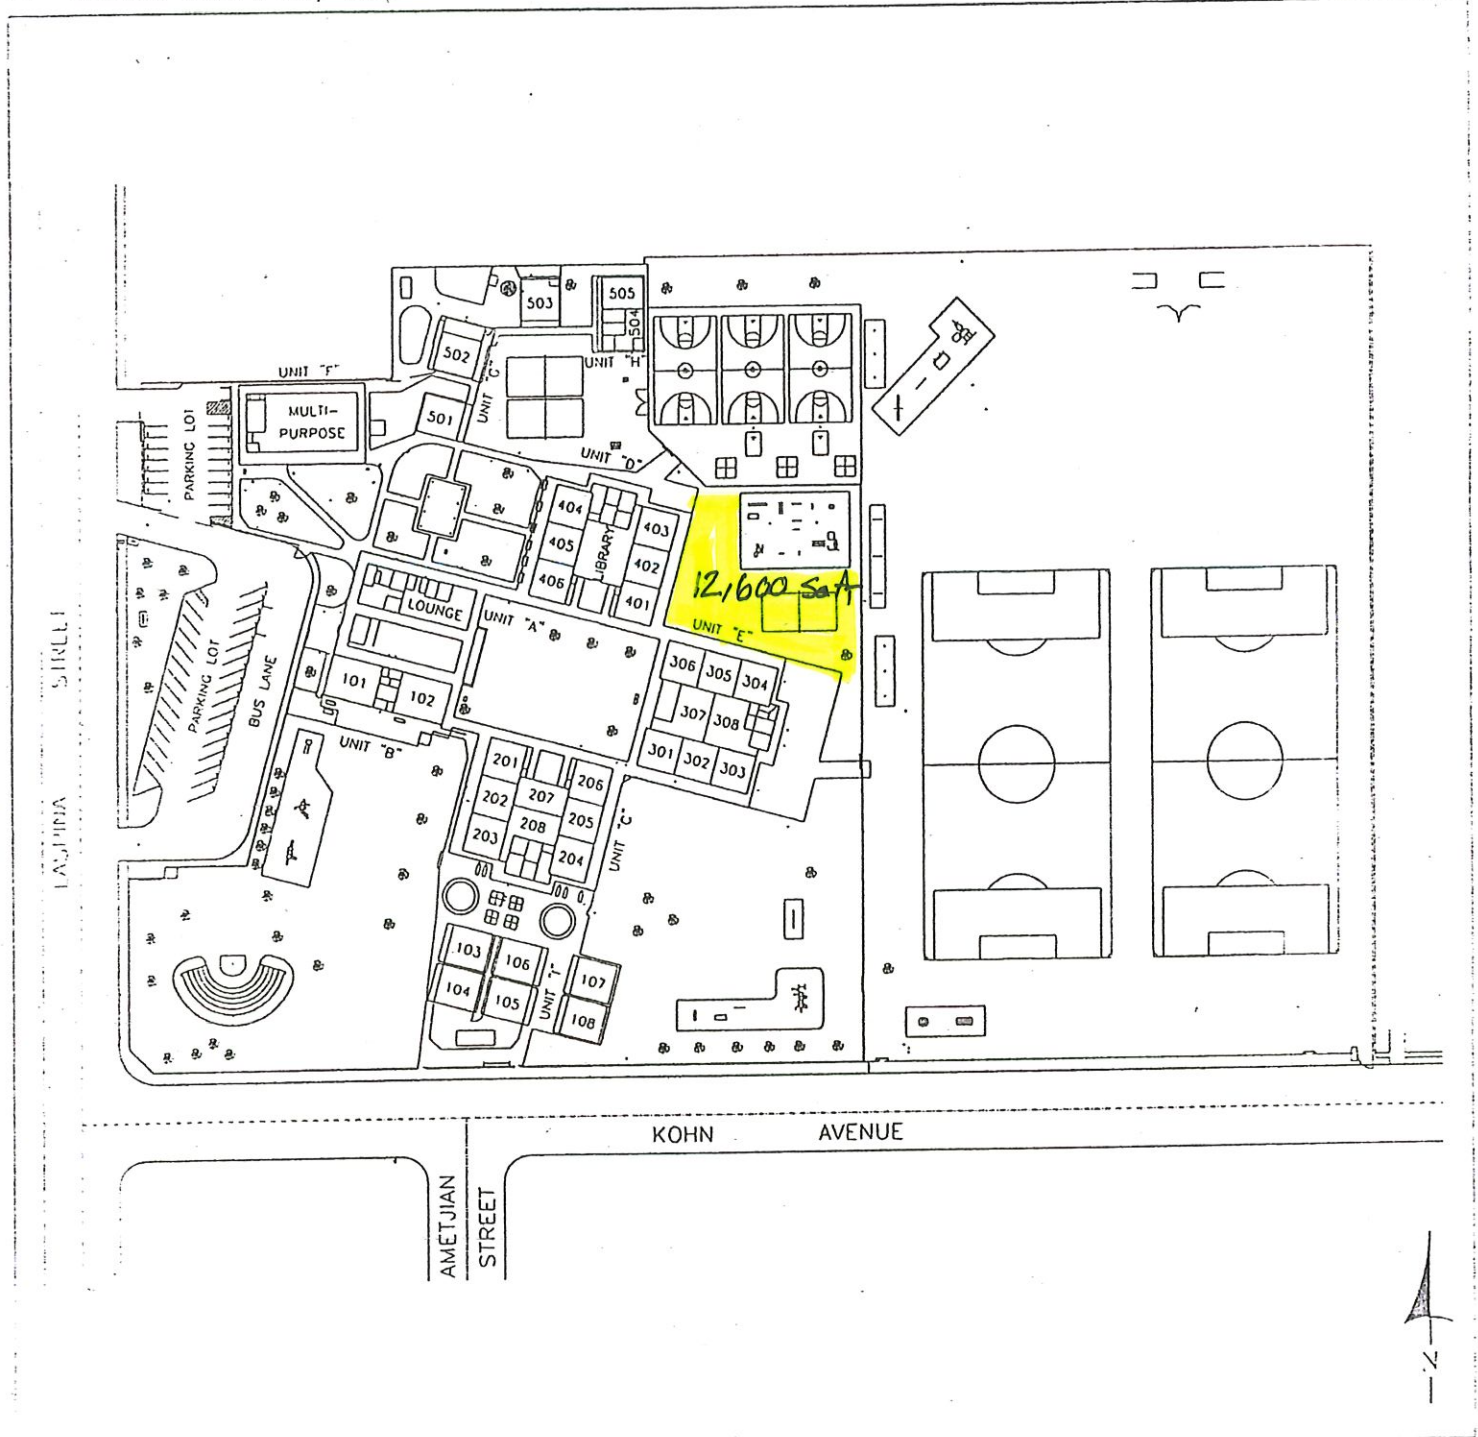 503
505
504
502
UNIT "G"
UNIT "H"
UNIT "F"
MULTI-
PURPOSE
501
PARKING LOT
UNIT "D"
404
405
406
LIBRARY
403
402
401
12,600 Sq ft
UNIT "E"
LOUNGE
UNIT "A"
101
102
UNIT "B"
PARKING LOT
BUS LANE
306
305
304
307
308
301
302
303
201
202
203
207
208
206
205
204
UNIT "C"
103
104
106
105
UNIT "I"
107
108
LASPINA STREET
KOHN AVENUE
AMETJIAN
STREET
N